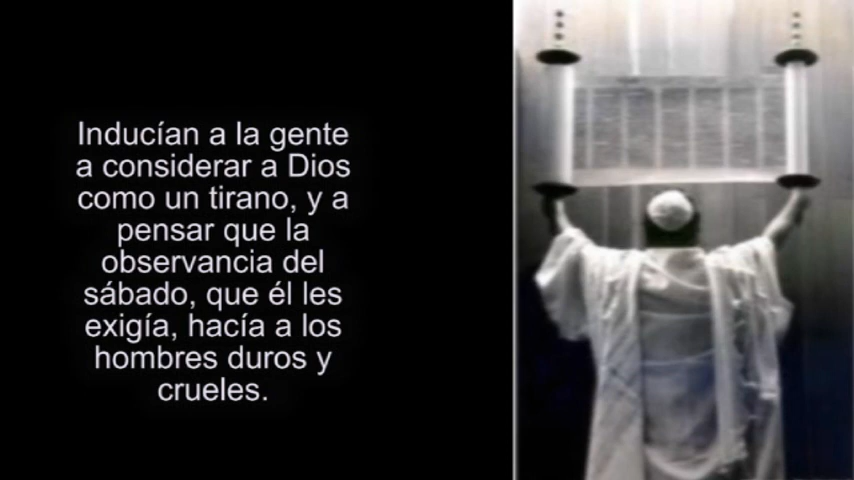 Inducían a la gente
a considerar a Dios
como un tirano, y a
pensar que la
observancia del
sábado, que él les
exigía, hacía a los
hombres duros y
crueles.